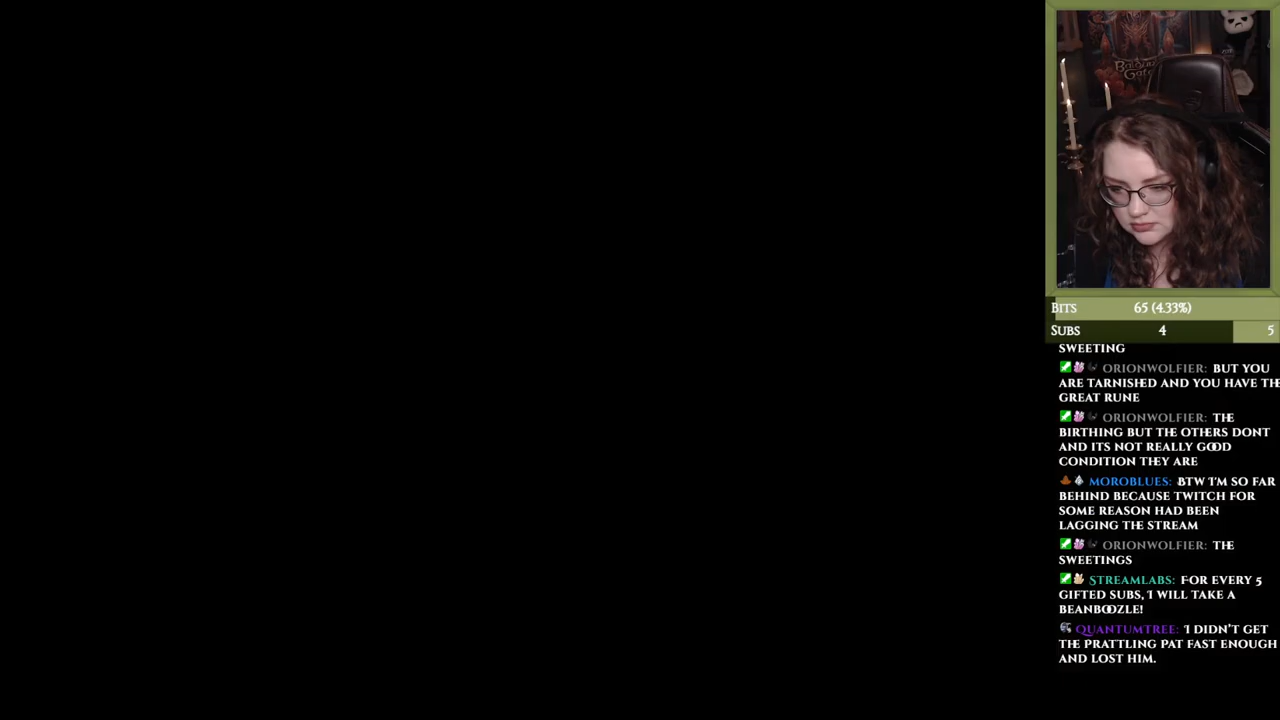 Baldur's
Gate
Bits 65 (4.33%)
Subs 4 5
SWEETING
ORIONWOLFIER: BUT YOU
ARE TARNISHED AND YOU HAVE THE
GREAT RUNE
ORIONWOLFIER: THE
BIRTHING BUT THE OTHERS DONT
AND ITS NOT REALLY GOOD
CONDITION THEY ARE
MOROBLUES: BTW I'M SO FAR
BEHIND BECAUSE TWITCH FOR
SOME REASON HAD BEEN
LAGGING THE STREAM
ORIONWOLFIER: THE
SWEETINGS
STREAMLABS: FOR EVERY 5
GIFTED SUBS, I WILL TAKE A
BEANBOOZLE!
QUANTUMTREE: I DIDN'T GET
THE PRATTLING PAT FAST ENOUGH
AND LOST HIM.